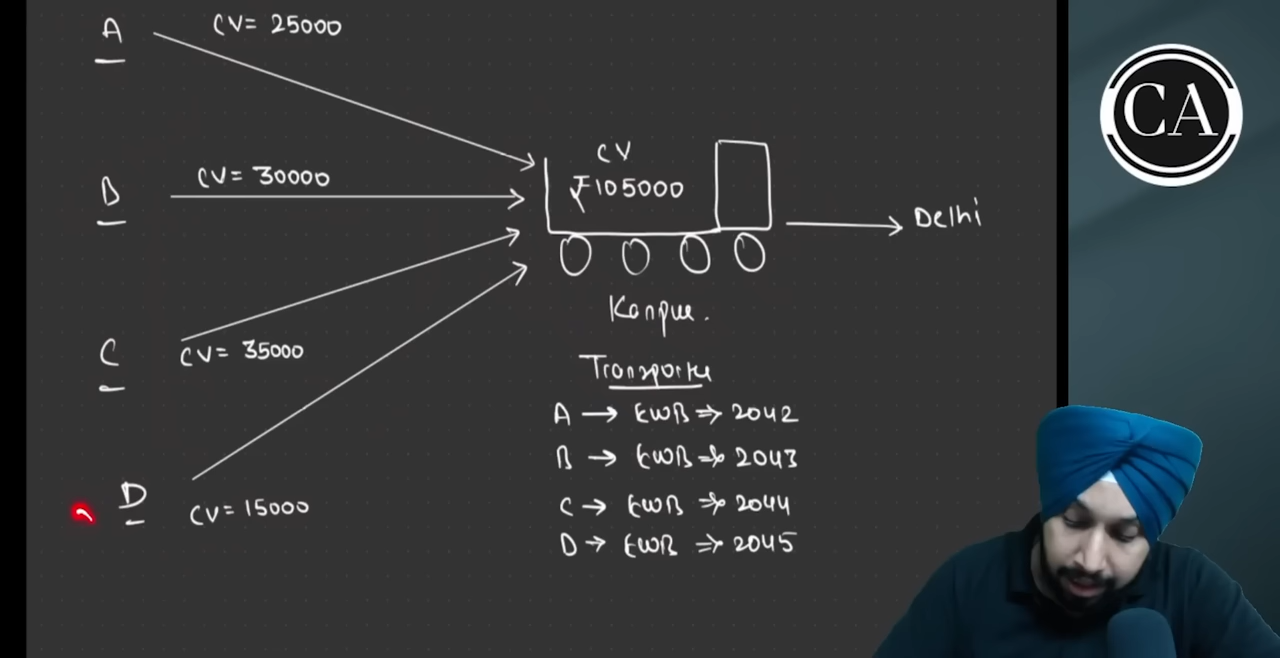 A CV= 25000
B CV= 30000
CV
₹105000
Delhi
C CV= 35000
Kanpur.
Transporter
A → EWB ⇒ 2042
B → EWB ⇒ 2043
C → EWB ⇒ 2044
D → EWB ⇒ 2045
D CV= 15000
CA